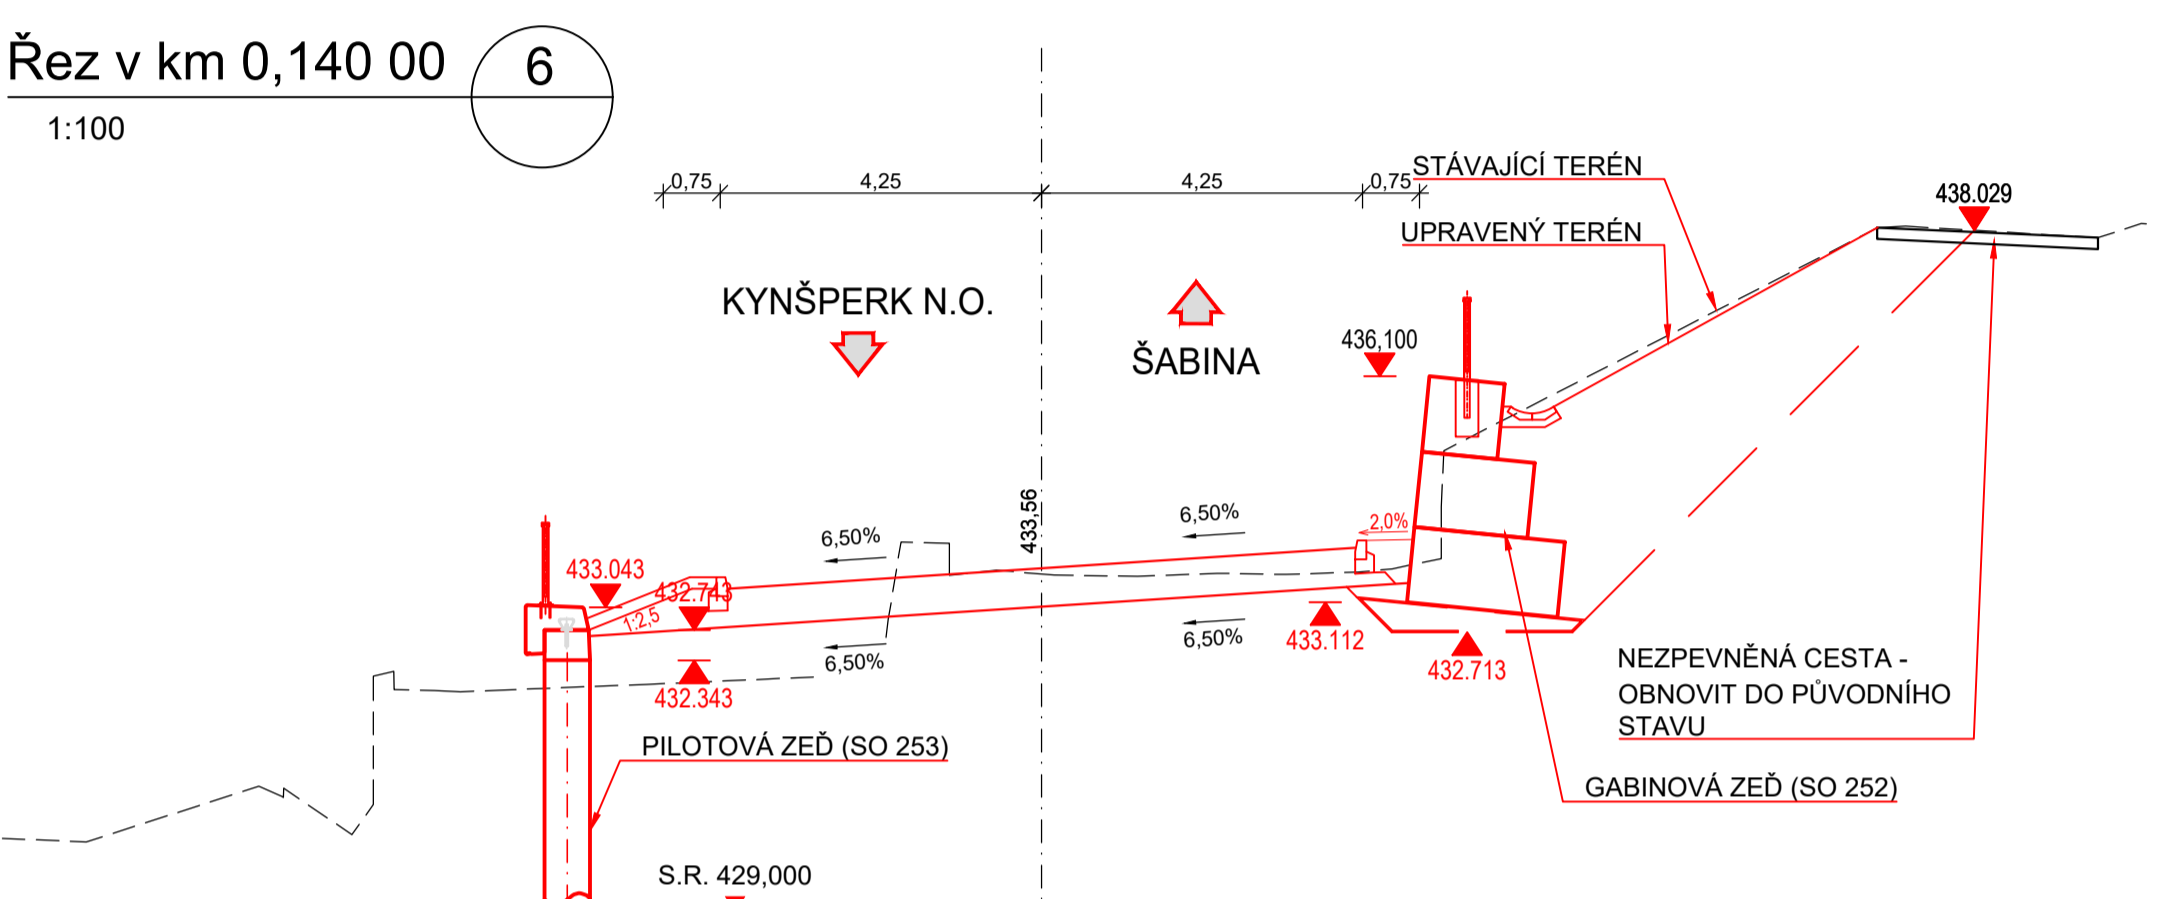 Řez v km 0,140 00
6
1:100
0,75
4,25
4,25
0,75
STÁVAJÍCÍ TERÉN
438.029
UPRAVENÝ TERÉN
KYNŠPERK N.O.
ŠABINA
436,100
433,56
6,50%
6,50%
2,0%
433.043
432.743
1:2,5
6,50%
6,50%
433.112
432.713
432.343
NEZPEVNĚNÁ CESTA -
OBNOVIT DO PŮVODNÍHO
STAVU
PILOTOVÁ ZEĎ (SO 253)
GABINOVÁ ZEĎ (SO 252)
S.R. 429,000